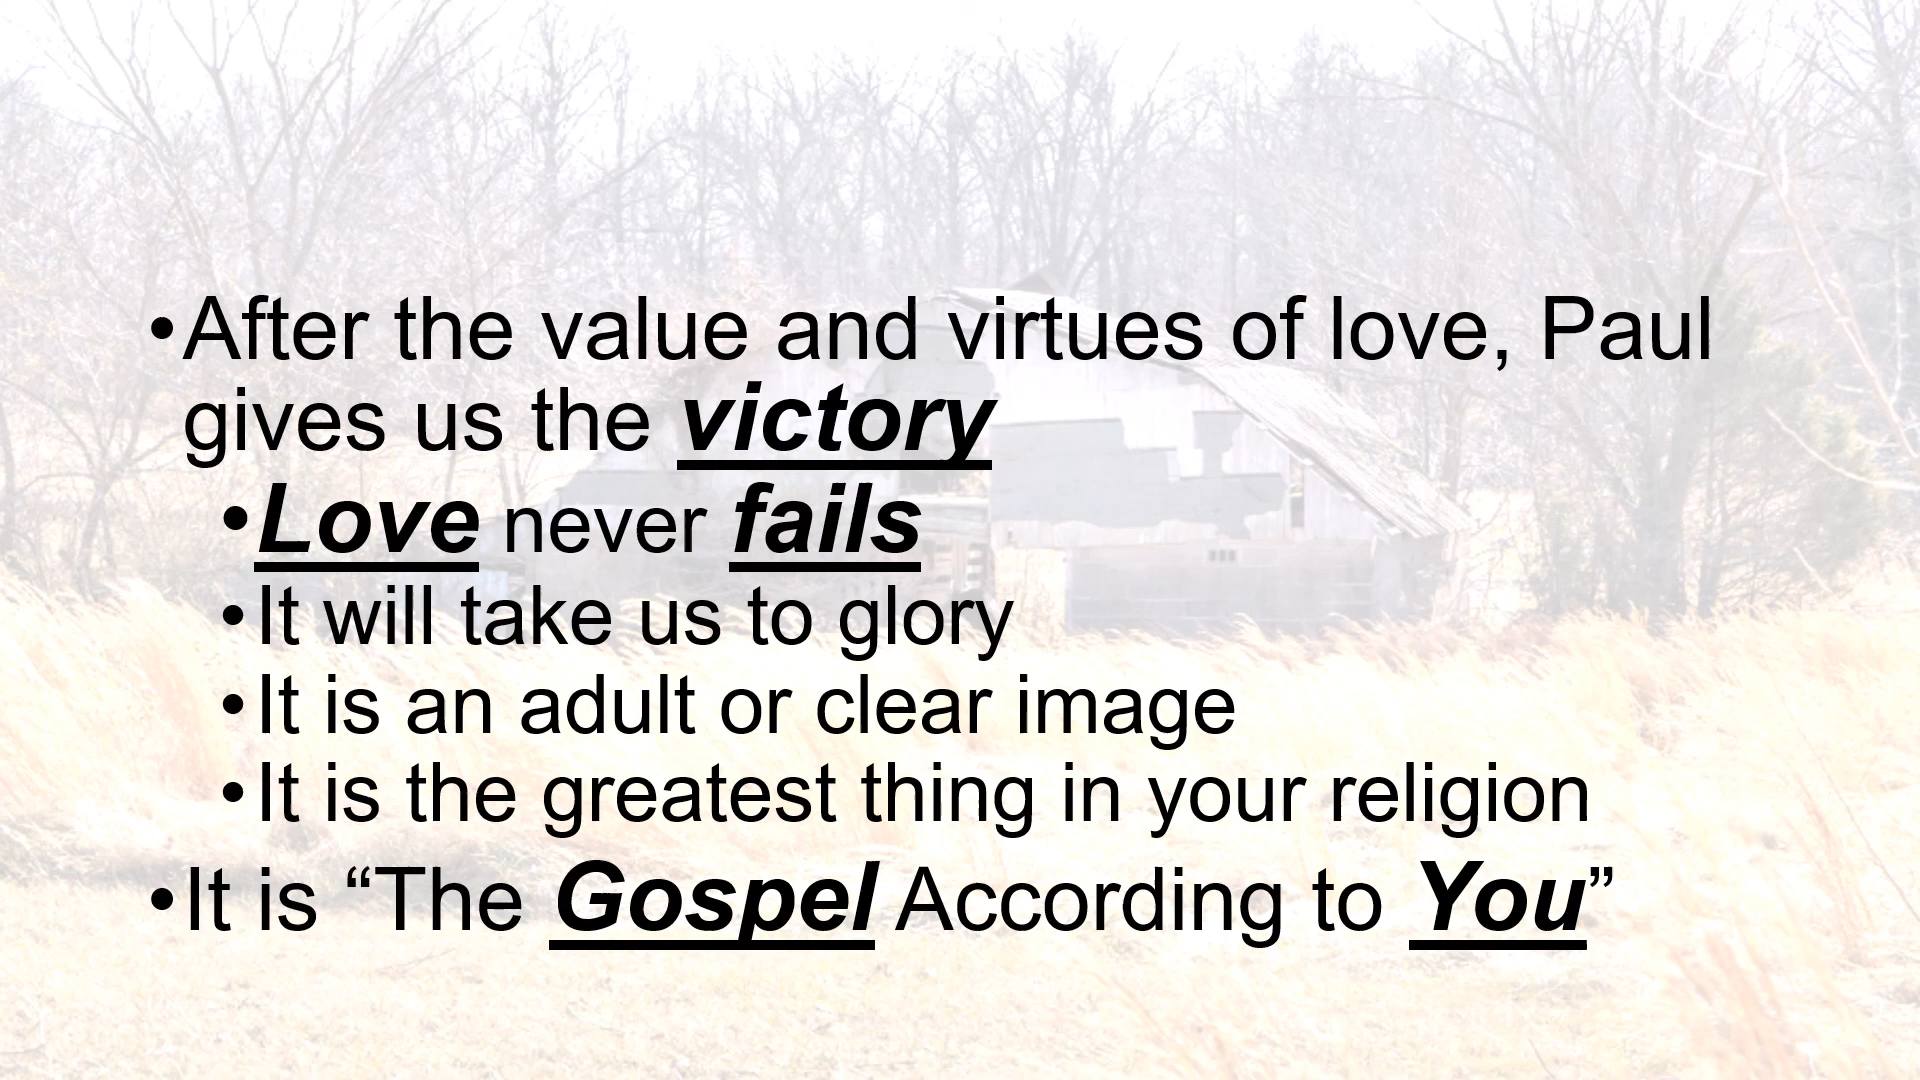 •After the value and virtues of love, Paul
gives us the victory
•Love never fails
•It will take us to glory
•It is an adult or clear image
•It is the greatest thing in your religion
•It is “The Gospel According to You”